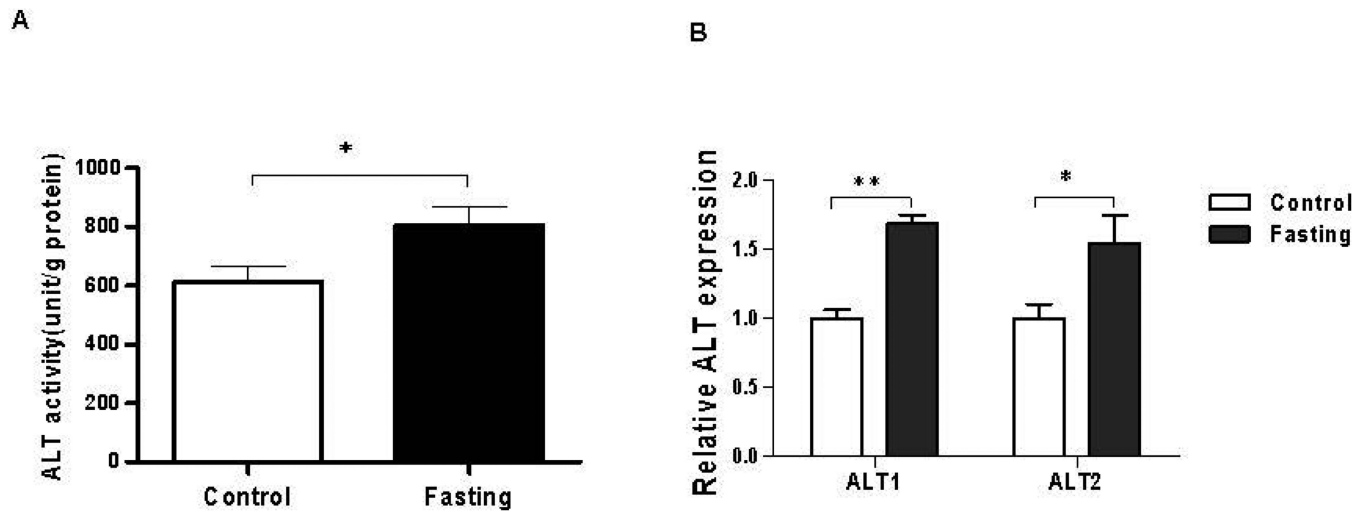 A
B
ALT activity(unit/g protein)
1000
800
600
400
200
0
*
Control
Fasting
Relative ALT expression
2.0
1.5
1.0
0.5
0.0
**
*
ALT1
ALT2
Control
Fasting